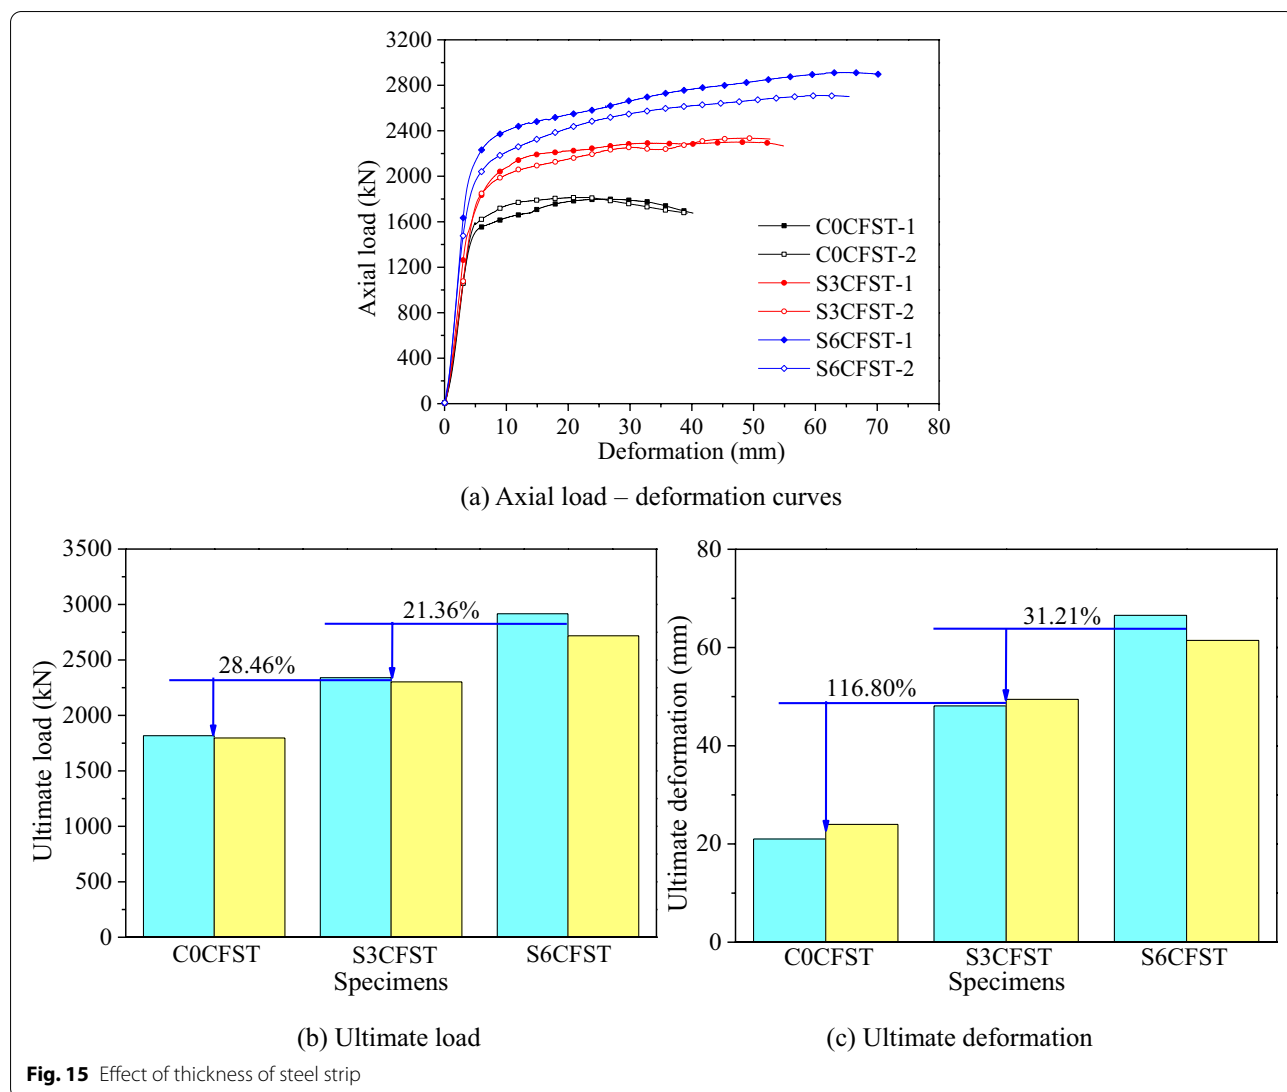 3200
2800
2400
2000
1600
1200
800
400
0
Axial load (kN)
C0CFST-1
C0CFST-2
S3CFST-1
S3CFST-2
S6CFST-1
S6CFST-2
0 10 20 30 40 50 60 70 80
Deformation (mm)
(a) Axial load – deformation curves
3500
3000
2500
2000
1500
1000
500
0
Ultimate load (kN)
28.46%
21.36%
C0CFST S3CFST S6CFST
Specimens
(b) Ultimate load
80
60
40
20
0
Ultimate deformation (mm)
116.80%
31.21%
C0CFST S3CFST S6CFST
Specimens
(c) Ultimate deformation
Fig. 15 Effect of thickness of steel strip